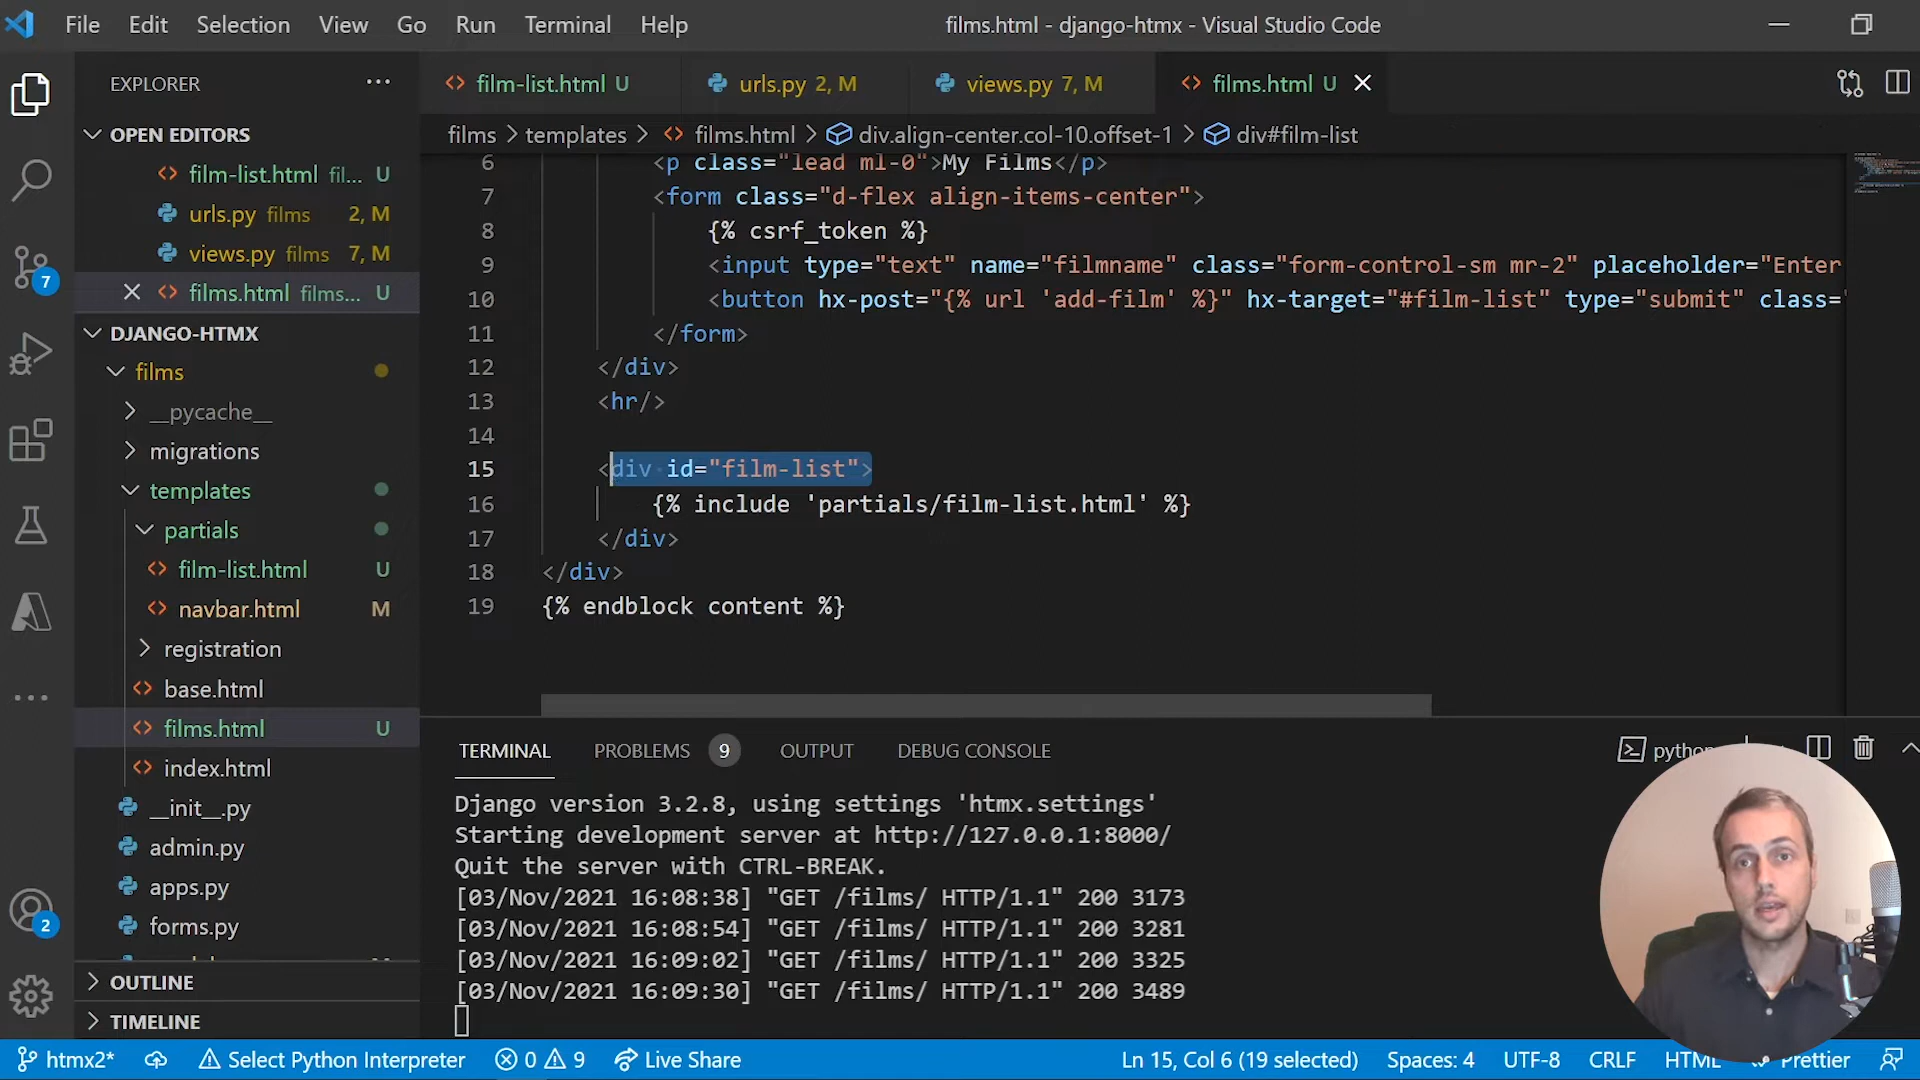 File Edit Selection View Go Run Terminal Help
films.html - django-htmx - Visual Studio Code
EXPLORER
OPEN EDITORS
film-list.html fil... U
urls.py films 2, M
views.py films 7, M
films.html films... U
DJANGO-HTMX
films
__pycache__
migrations
templates
partials
film-list.html U
navbar.html M
registration
base.html
films.html U
index.html
__init__.py
admin.py
apps.py
forms.py
OUTLINE
TIMELINE
7
2
film-list.html U
urls.py 2, M
views.py 7, M
films.html U
films > templates > films.html > div.align-center.col-10.offset-1 > div#film-list
6 <p class="lead ml-0">My Films</p>
7 <form class="d-flex align-items-center">
8 {% csrf_token %}
9 <input type="text" name="filmname" class="form-control-sm mr-2" placeholder="Enter
10 <button hx-post="{% url 'add-film' %}" hx-target="#film-list" type="submit" class="
11 </form>
12 </div>
13 <hr/>
14
15 <div id="film-list">
16 {% include 'partials/film-list.html' %}
17 </div>
18 </div>
19 {% endblock content %}
TERMINAL PROBLEMS 9 OUTPUT DEBUG CONSOLE
Django version 3.2.8, using settings 'htmx.settings'
Starting development server at http://127.0.0.1:8000/
Quit the server with CTRL-BREAK.
[03/Nov/2021 16:08:38] "GET /films/ HTTP/1.1" 200 3173
[03/Nov/2021 16:08:54] "GET /films/ HTTP/1.1" 200 3281
[03/Nov/2021 16:09:02] "GET /films/ HTTP/1.1" 200 3325
[03/Nov/2021 16:09:30] "GET /films/ HTTP/1.1" 200 3489
htmx2* Select Python Interpreter 0 9 Live Share
Ln 15, Col 6 (19 selected) Spaces: 4 UTF-8 CRLF HTML Prettier